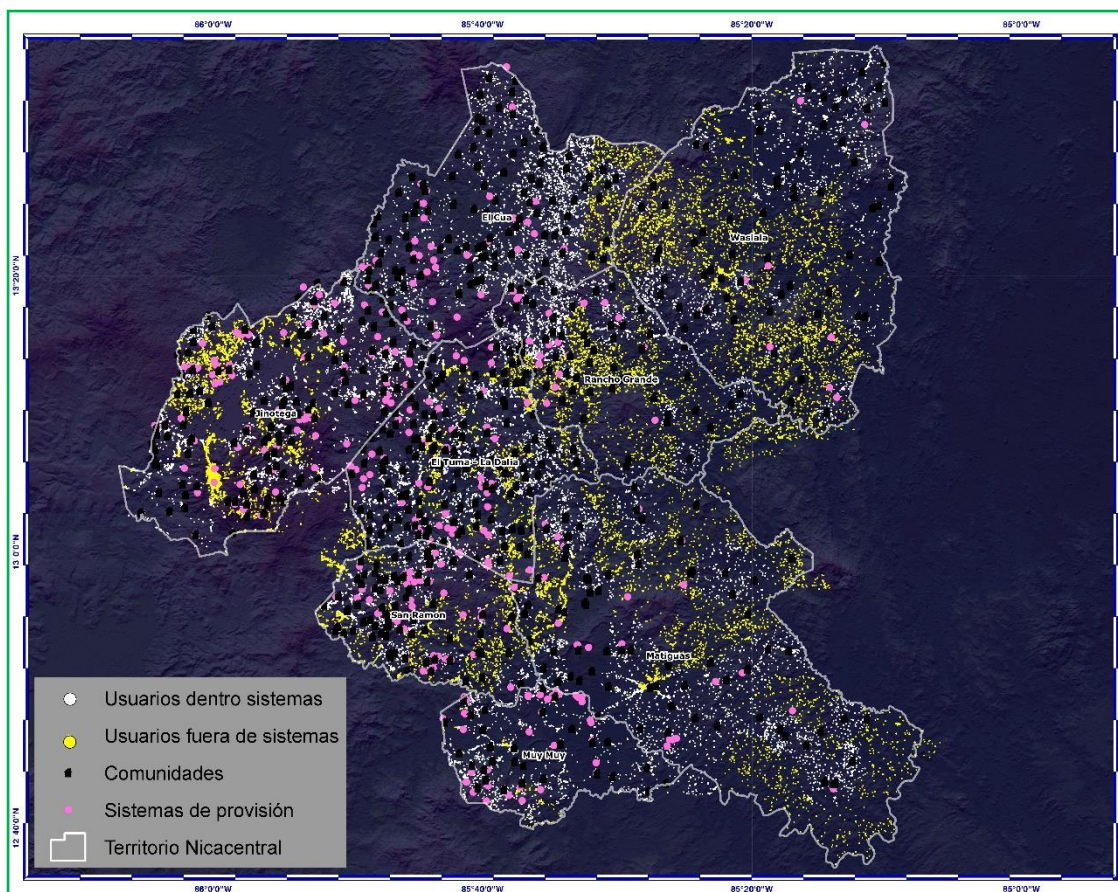 86°0'0"W 85°40'0"W 85°20'0"W 85°0'0"W
El Cua
Waslala
13°20'0"N
Rancho Grande
Jinotega
El Tuma - La Dalia
13°0'0"N
San Ramon
Matiguás
Usuarios dentro sistemas
Usuarios fuera de sistemas
Muy Muy
Comunidades
Sistemas de provisión
12°40'0"N
Territorio Nicacentral
86°0'0"W 85°40'0"W 85°20'0"W 85°0'0"W